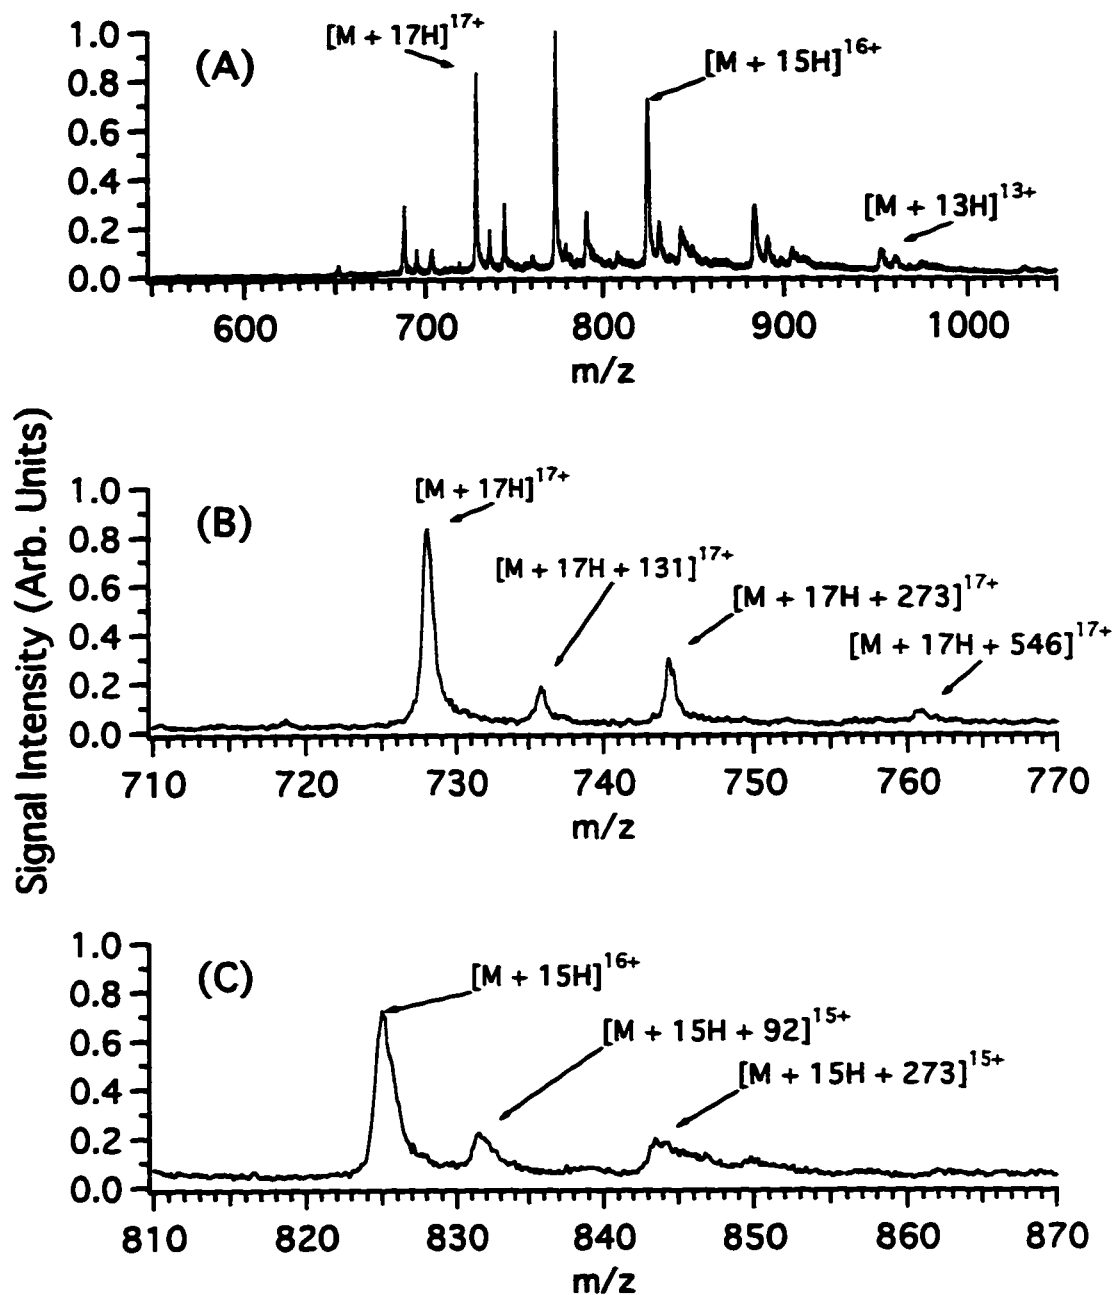 Signal Intensity (Arb. Units)
(A)
[M + 17H]17+
[M + 15H]16+
[M + 13H]13+
1.0
0.8
0.6
0.4
0.2
0.0
600 700 800 900 1000
m/z
(B)
[M + 17H]17+
[M + 17H + 131]17+
[M + 17H + 273]17+
[M + 17H + 546]17+
1.0
0.8
0.6
0.4
0.2
0.0
710 720 730 740 750 760 770
m/z
(C)
[M + 15H]16+
[M + 15H + 92]15+
[M + 15H + 273]15+
1.0
0.8
0.6
0.4
0.2
0.0
810 820 830 840 850 860 870
m/z